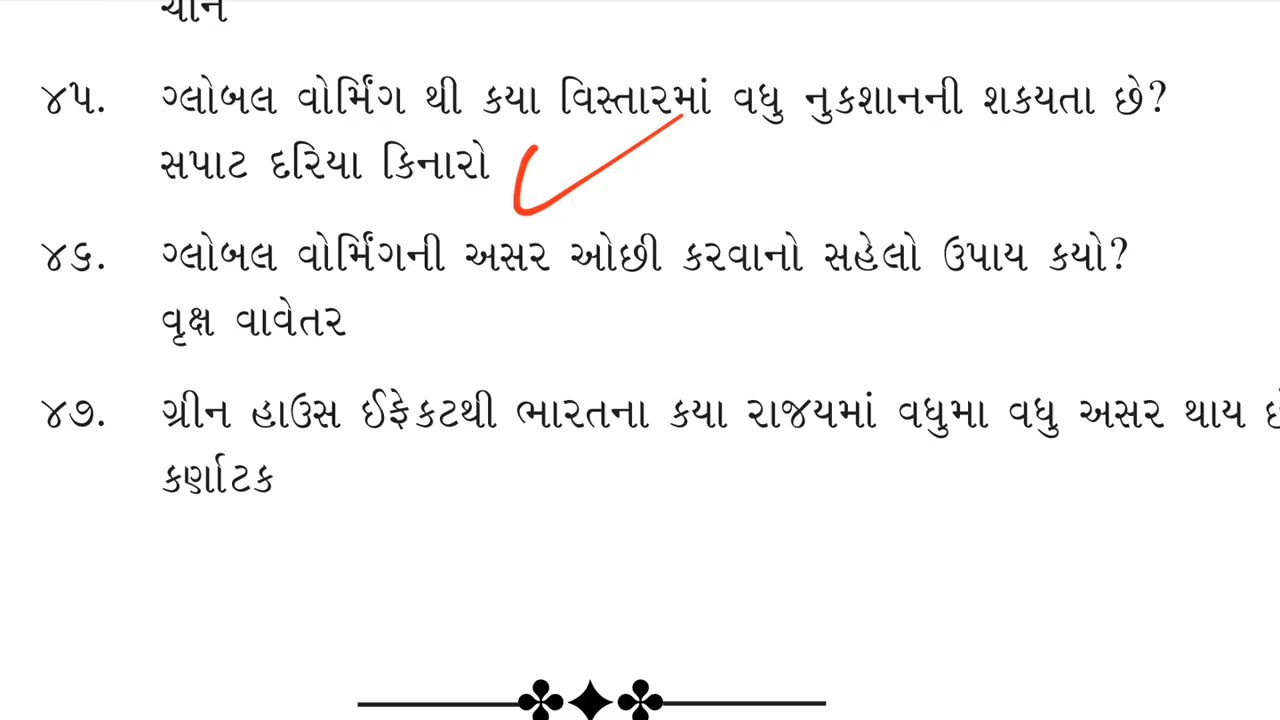 ચીન
૪૫. ગ્લોબલ વોર્મિંગ થી કયા વિસ્તારમાં વધુ નુકશાનની શકયતા છે?
સપાટ દરિયા કિનારો
૪૬. ગ્લોબલ વોર્મિંગની અસર ઓછી કરવાનો સહેલો ઉપાય કયો?
વૃક્ષ વાવેતર
૪૭. ગ્રીન હાઉસ ઈફેકટથી ભારતના કયા રાજયમાં વધુમા વધુ અસર થાય
કર્ણાટક